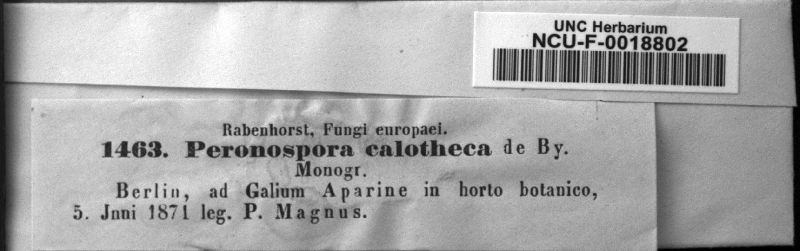 UNC Herbarium
NCU-F-0018802
Rabenhorst, Fungi europaei.
1463. Peronospora calotheca de By.
Monogr.
Berlin, ad Galium Aparine in horto botanico,
5. Jnni 1871 leg. P. Magnus.